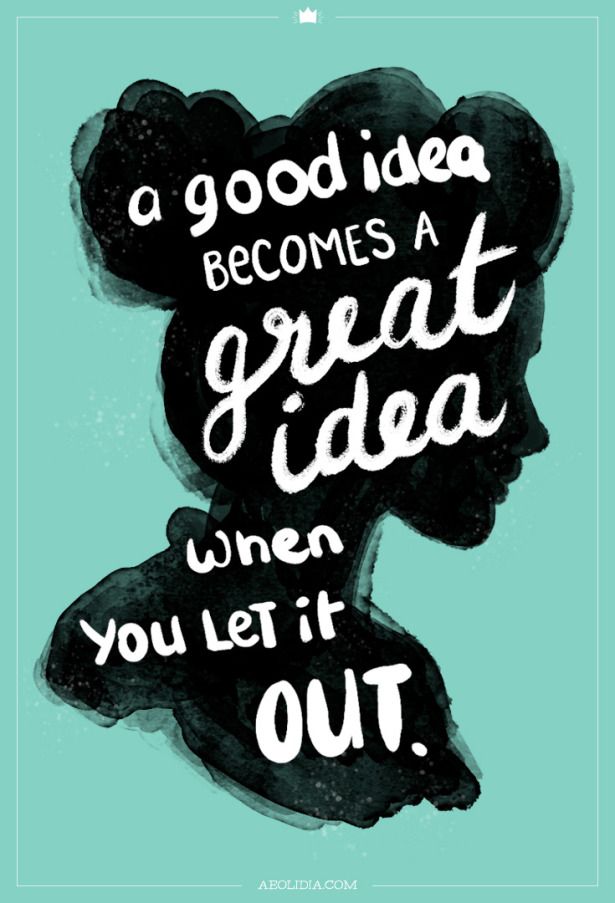 a good idea
BeCOMES A
great
idea
when
YOU LeT it
OUT.
AEOLIDIA.COM